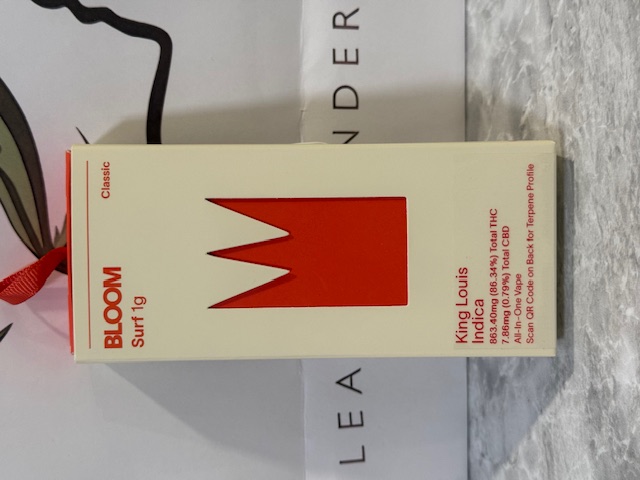 Classic
BLOOM
Surf 1g
King Louis
Indica
863.40mg (86.34%) Total THC
7.86mg (0.79%) Total CBD
All-In-One Vape
Scan QR Code on Back for Terpene Profile
LEA
NDER